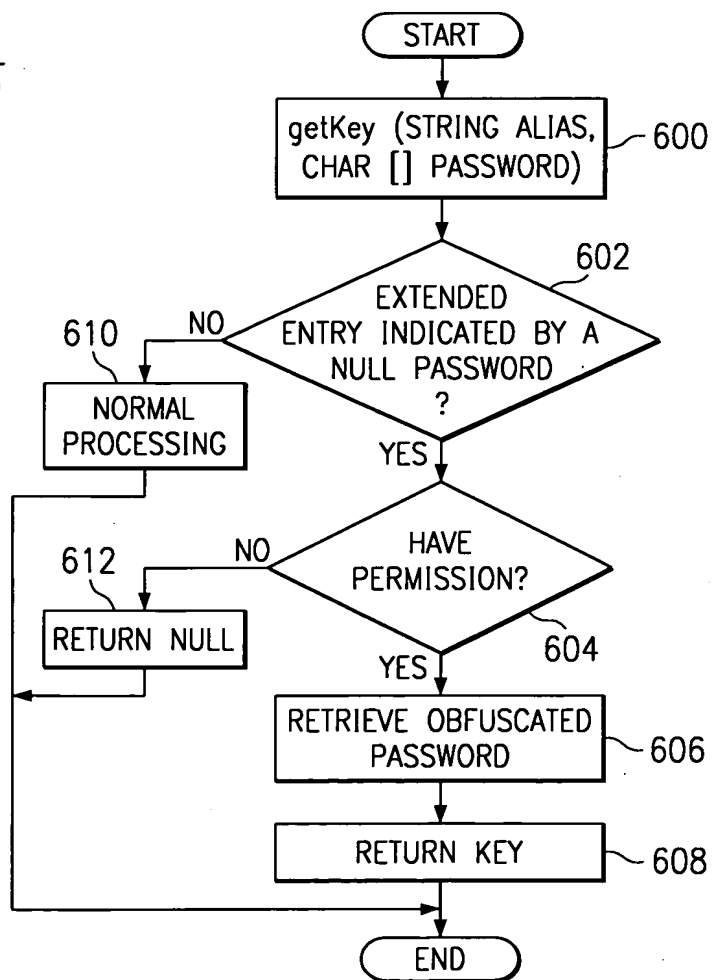 START
getKey (STRING ALIAS,
CHAR [] PASSWORD)
600
602
EXTENDED
ENTRY INDICATED BY A
NULL PASSWORD
?
NO
610
NORMAL
PROCESSING
YES
HAVE
PERMISSION?
604
NO
612
RETURN NULL
YES
RETRIEVE OBFUSCATED
PASSWORD
606
RETURN KEY
608
END